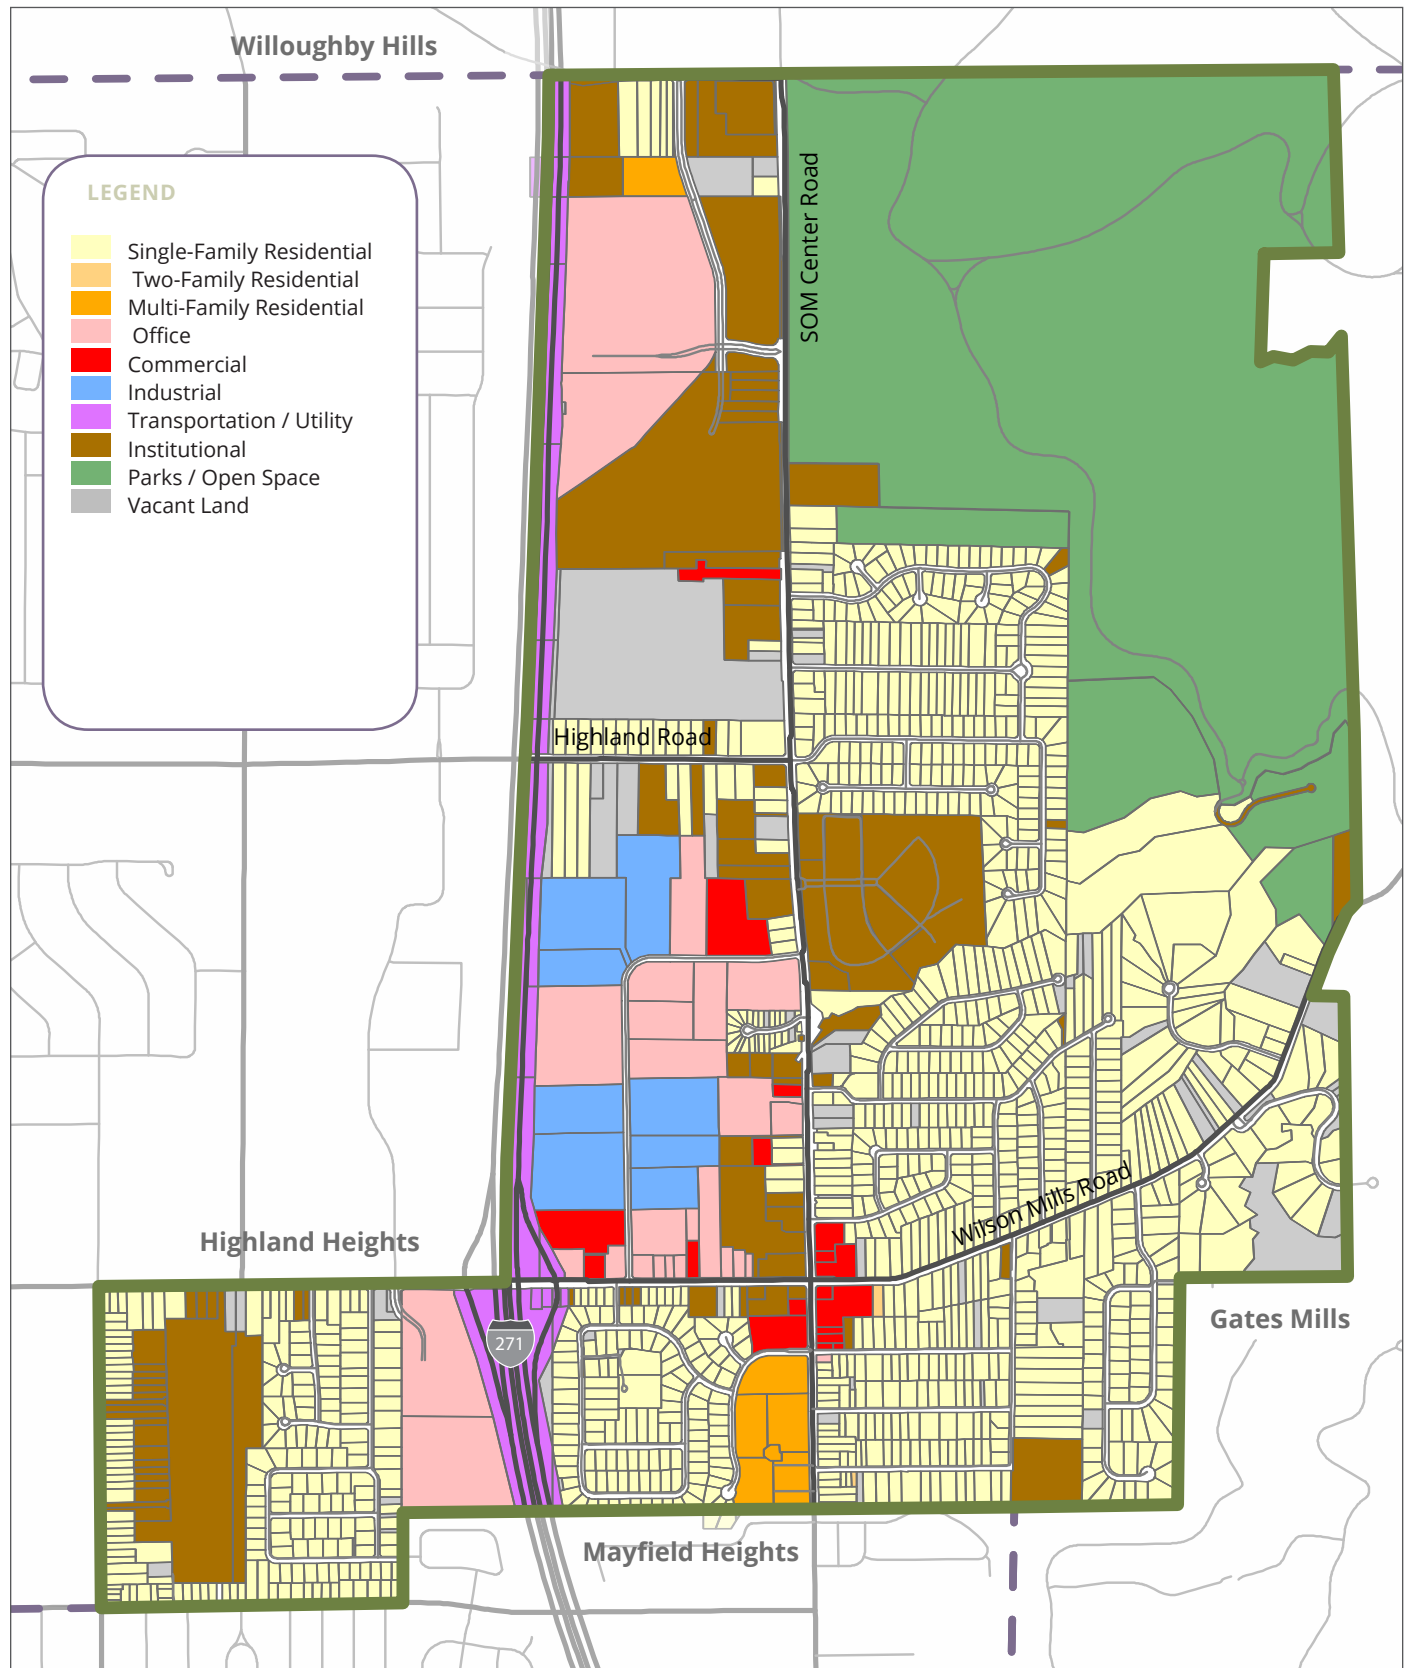 Willoughby Hills
SOM Center Road
LEGEND
Single-Family Residential
Two-Family Residential
Multi-Family Residential
Office
Commercial
Industrial
Transportation / Utility
Institutional
Parks / Open Space
Vacant Land
Highland Road
Wilson Mills Road
Highland Heights
Gates Mills
271
Mayfield Heights